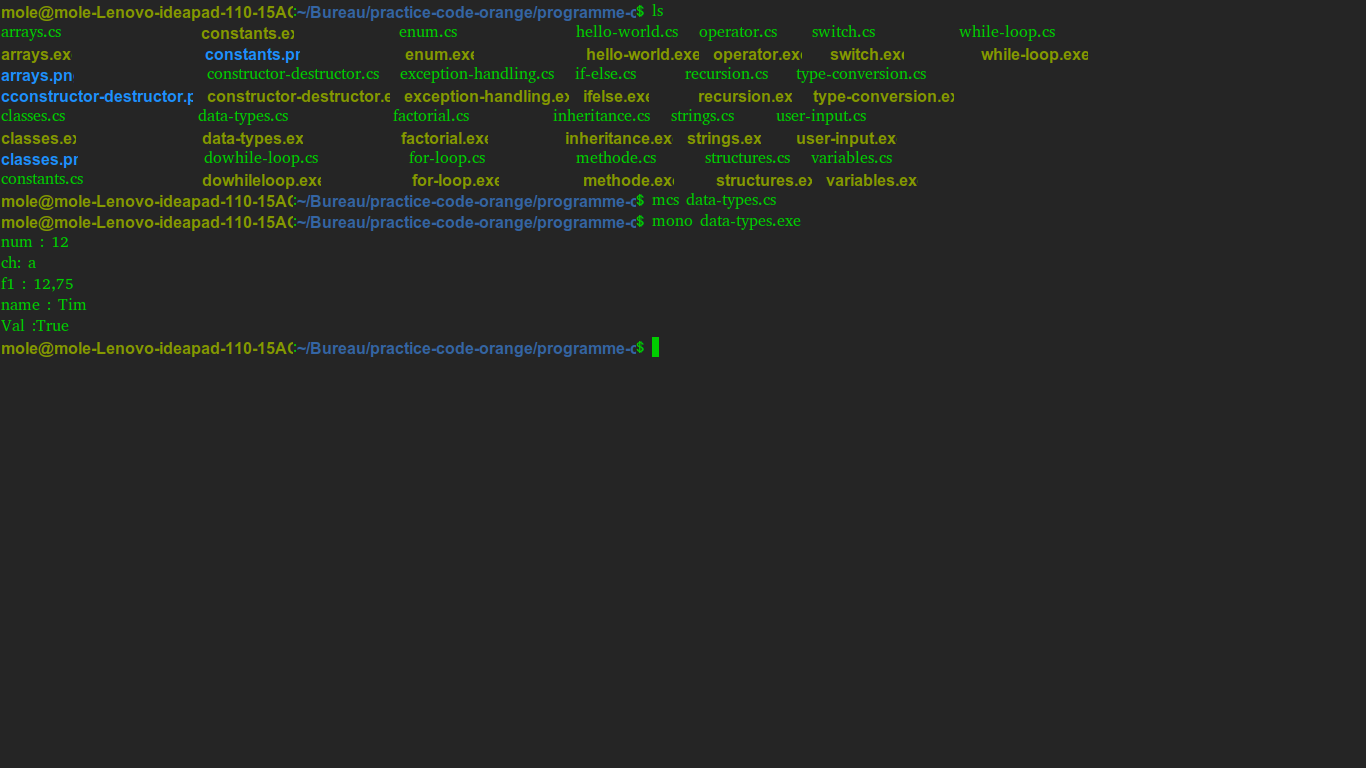 mole@mole-Lenovo-ideapad-110-15A:~/Bureau/practice-code-orange/programme-c$ ls
arrays.cs constants.ex enum.cs hello-world.cs operator.cs switch.cs while-loop.cs
arrays.ex constants.pr enum.exe hello-world.exe operator.exe switch.exe while-loop.exe
arrays.pn constructor-destructor.cs exception-handling.cs if-else.cs recursion.cs type-conversion.cs
cconstructor-destructor.p constructor-destructor.e exception-handling.ex ifelse.exe recursion.ex type-conversion.ex
classes.cs data-types.cs factorial.cs inheritance.cs strings.cs user-input.cs
classes.ex data-types.ex factorial.exe inheritance.ex strings.ex user-input.ex
classes.pr dowhile-loop.cs for-loop.cs methode.cs structures.cs variables.cs
constants.cs dowhileloop.exe for-loop.exe methode.exe structures.ex variables.ex
mole@mole-Lenovo-ideapad-110-15A:~/Bureau/practice-code-orange/programme-c$ mcs data-types.cs
mole@mole-Lenovo-ideapad-110-15A:~/Bureau/practice-code-orange/programme-c$ mono data-types.exe
num : 12
ch: a
f1 : 12,75
name : Tim
Val :True
mole@mole-Lenovo-ideapad-110-15A:~/Bureau/practice-code-orange/programme-c$